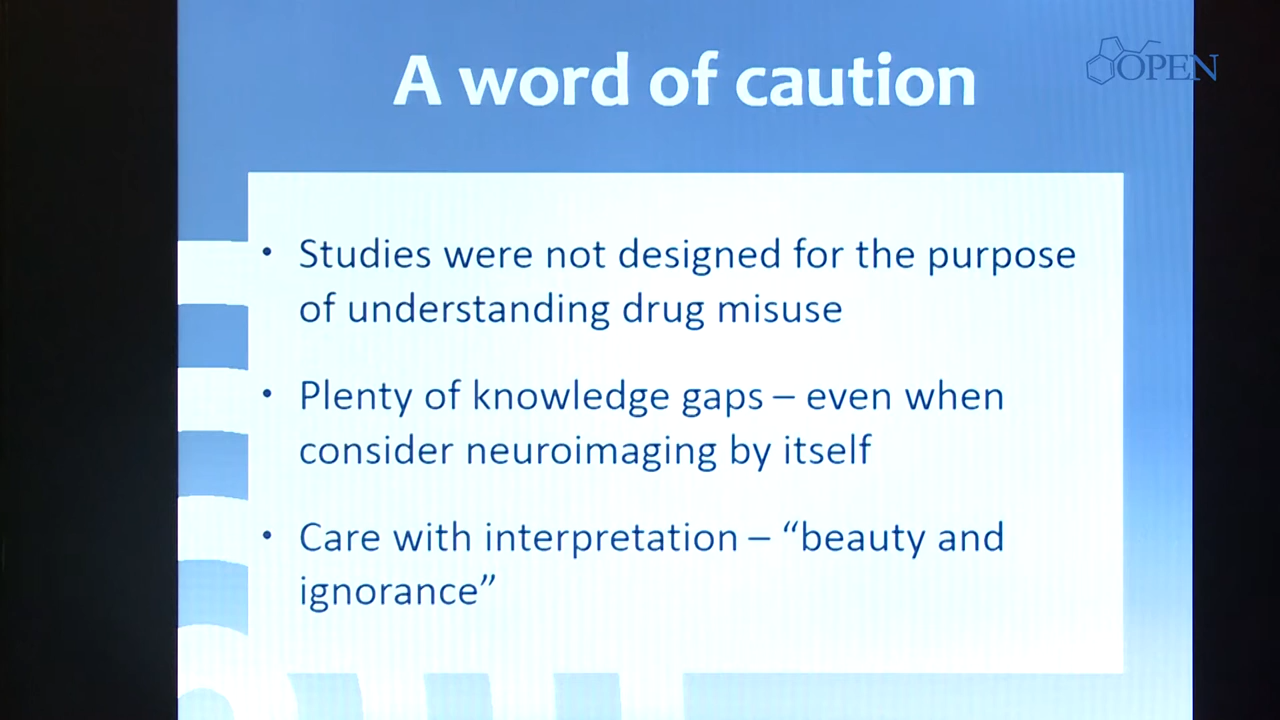 A word of caution
OPEN
• Studies were not designed for the purpose
of understanding drug misuse
• Plenty of knowledge gaps – even when
consider neuroimaging by itself
• Care with interpretation – “beauty and
ignorance”